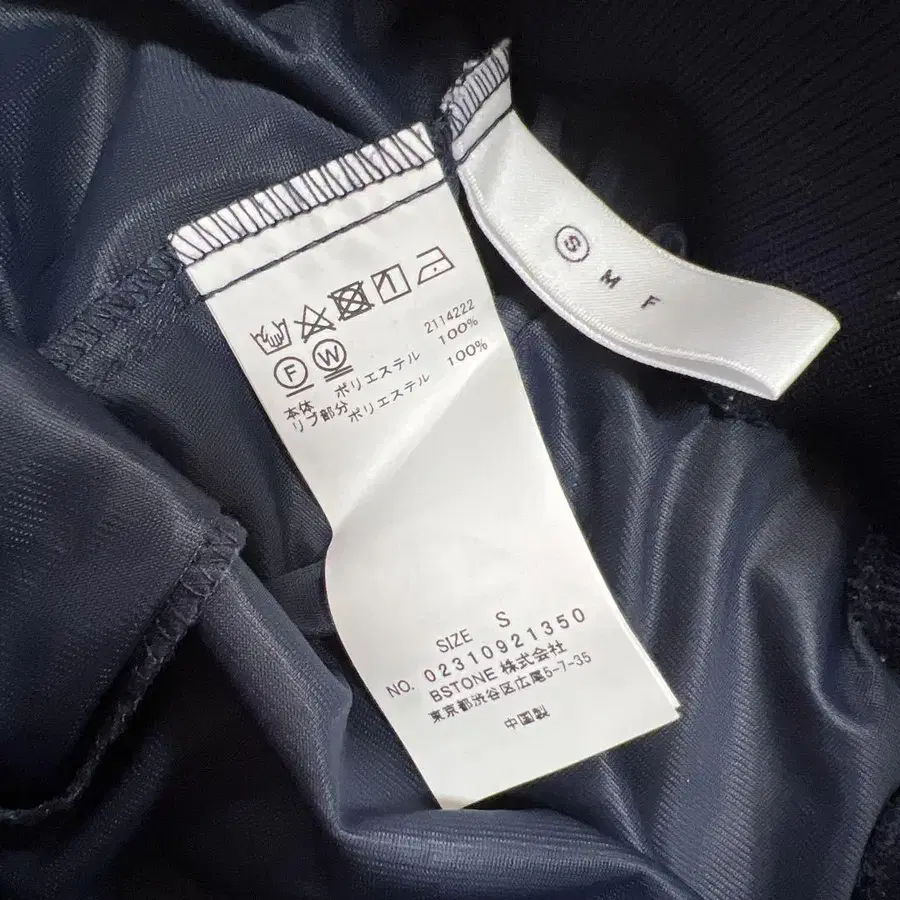 Ⓢ M F
F W
2114222
本体 ポリエステル 100%
リブ部分 ポリエステル 100%
SIZE S
NO. 02310921350
BSTONE 株式会社
東京都渋谷区広尾5-7-35
中国製